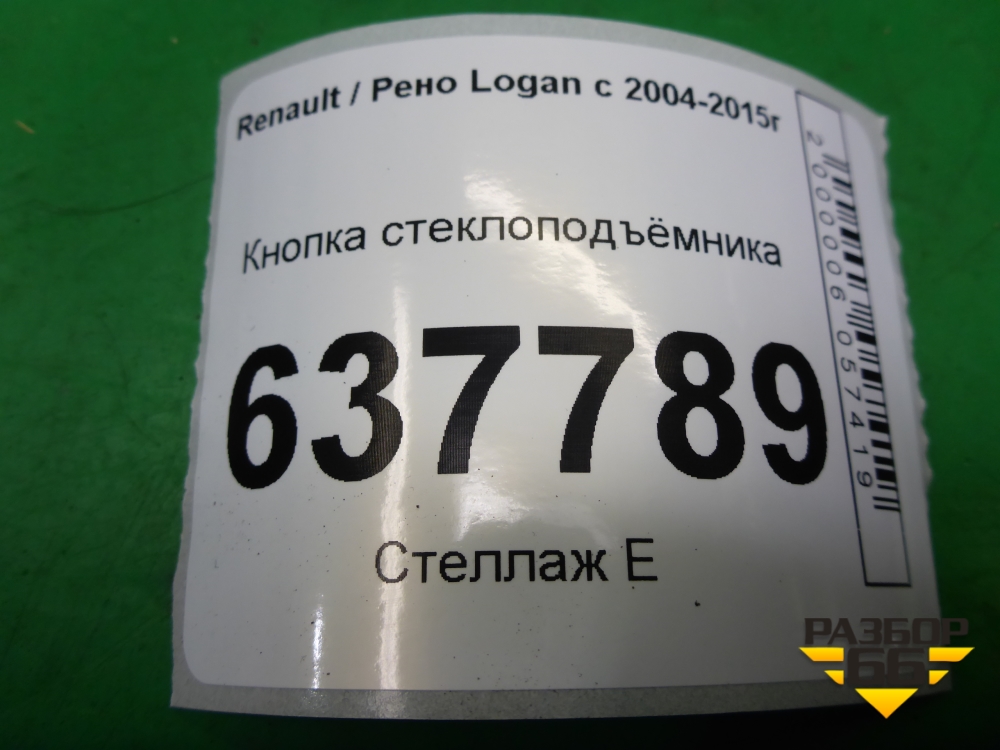 Renault / Рено Logan с 2004-2015г
Кнопка стеклоподъёмника
637789
Стеллаж Е
2000006057419
РАЗБОР
66